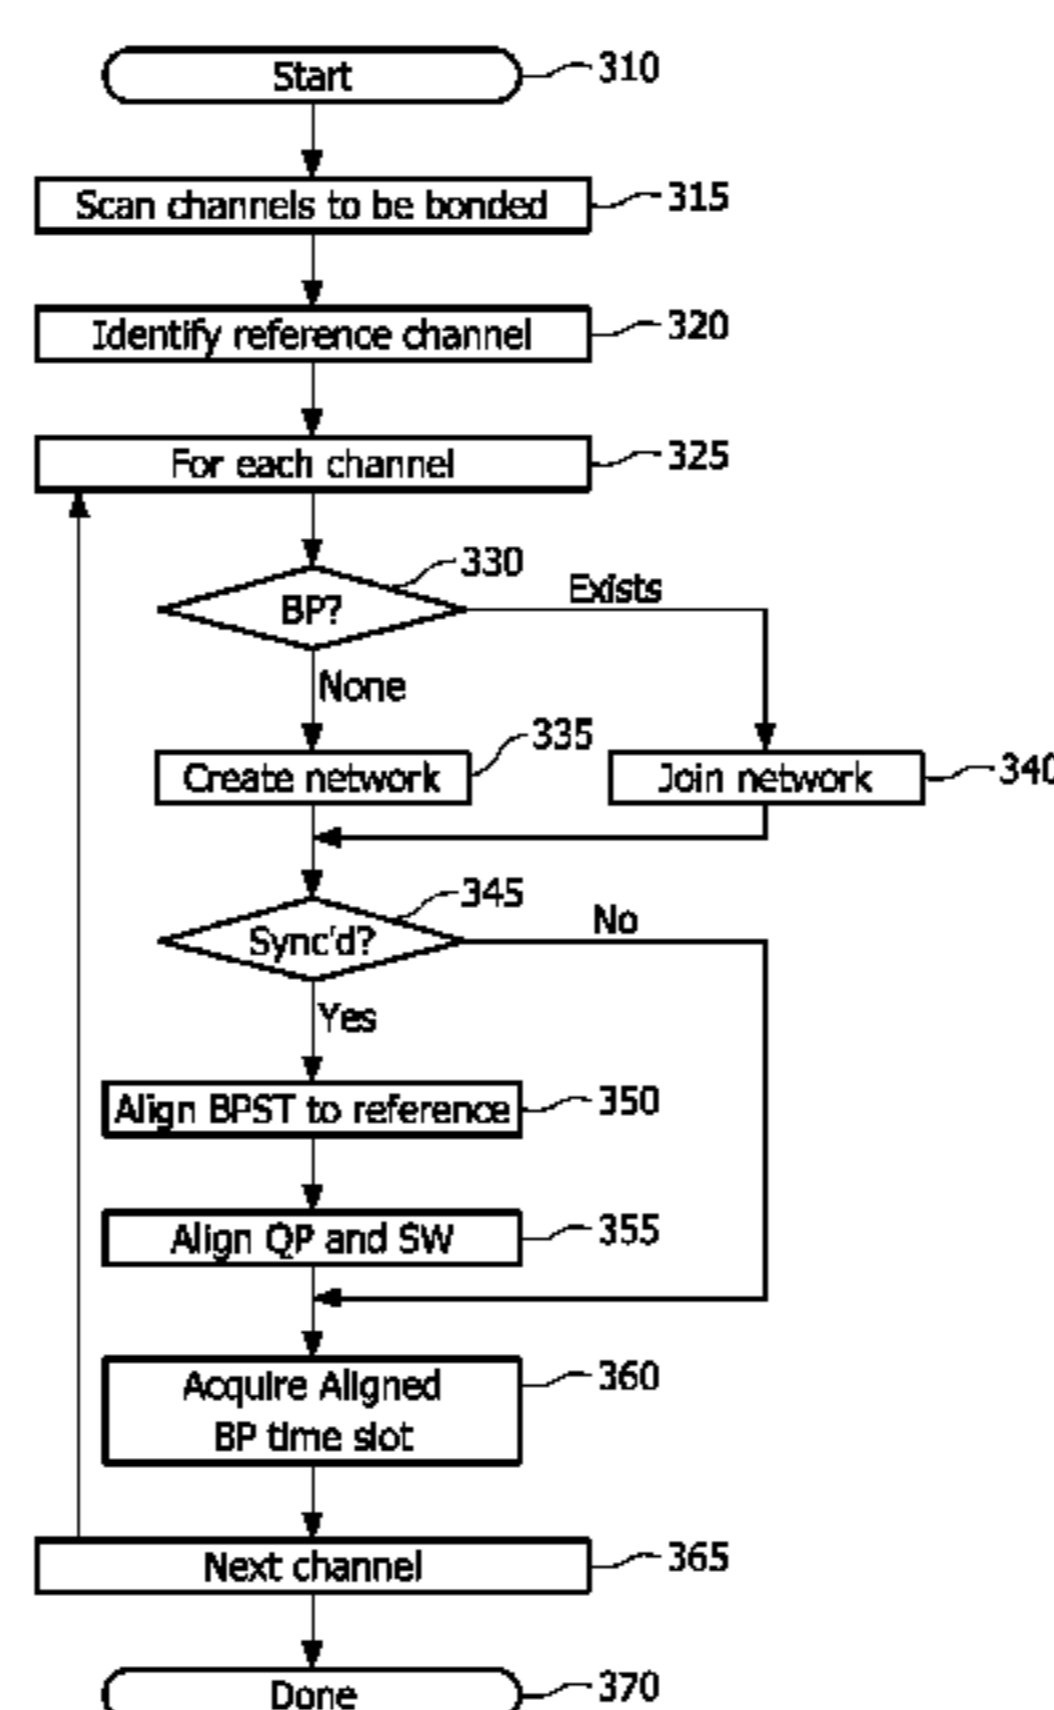 Start 310
Scan channels to be bonded 315
Identify reference channel 320
For each channel 325
330
BP?
Exists
None
335
Create network
Join network 340
345
Sync'd?
No
Yes
Align BPST to reference 350
Align QP and SW 355
Acquire Aligned 360
BP time slot
Next channel 365
Done 370